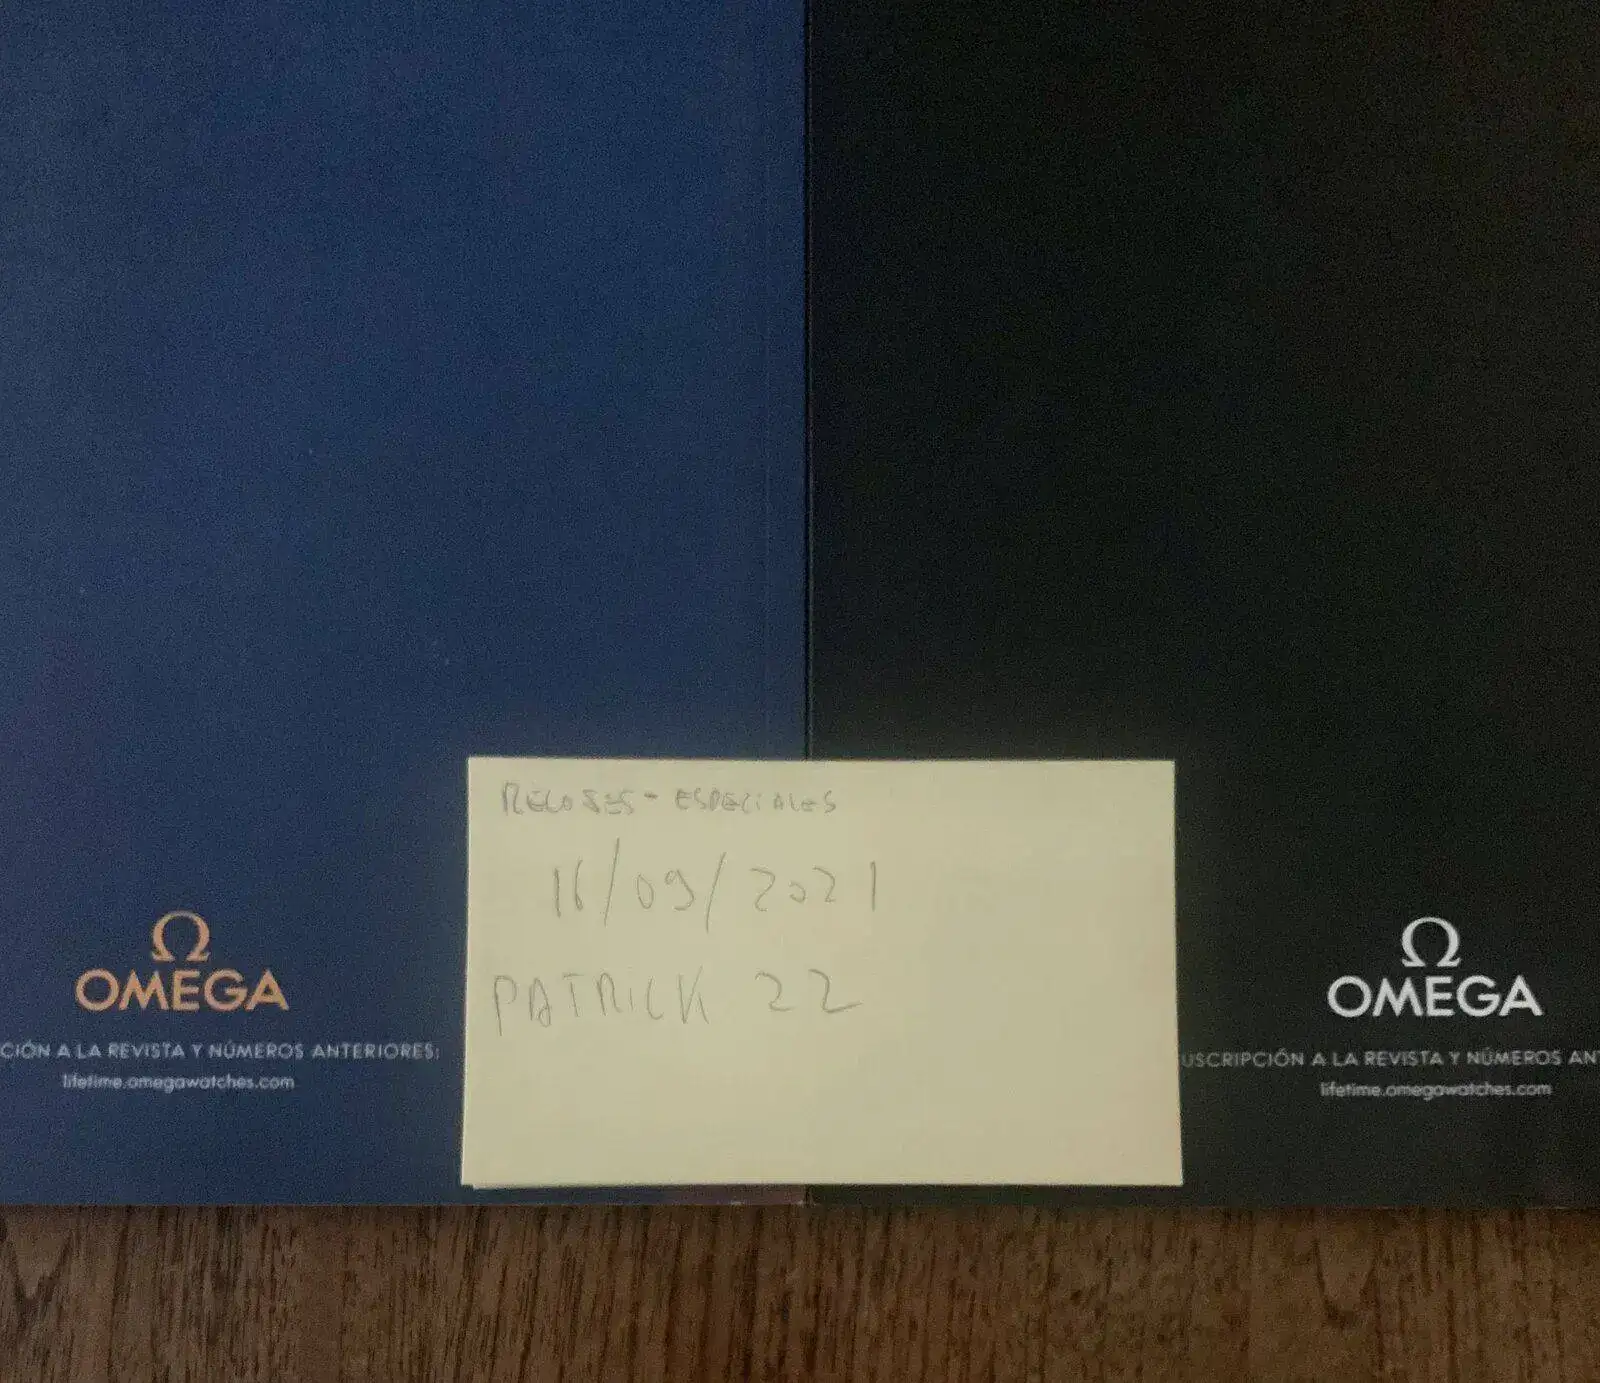 RELOJES - ESPECIALES
16/09/2021
PATRICK 22
Ω
OMEGA
CIÓN A LA REVISTA Y NÚMEROS ANTERIORES:
lifetime.omegawatches.com
Ω
OMEGA
USCRIPCIÓN A LA REVISTA Y NÚMEROS AN
lifetime.omegawatches.com